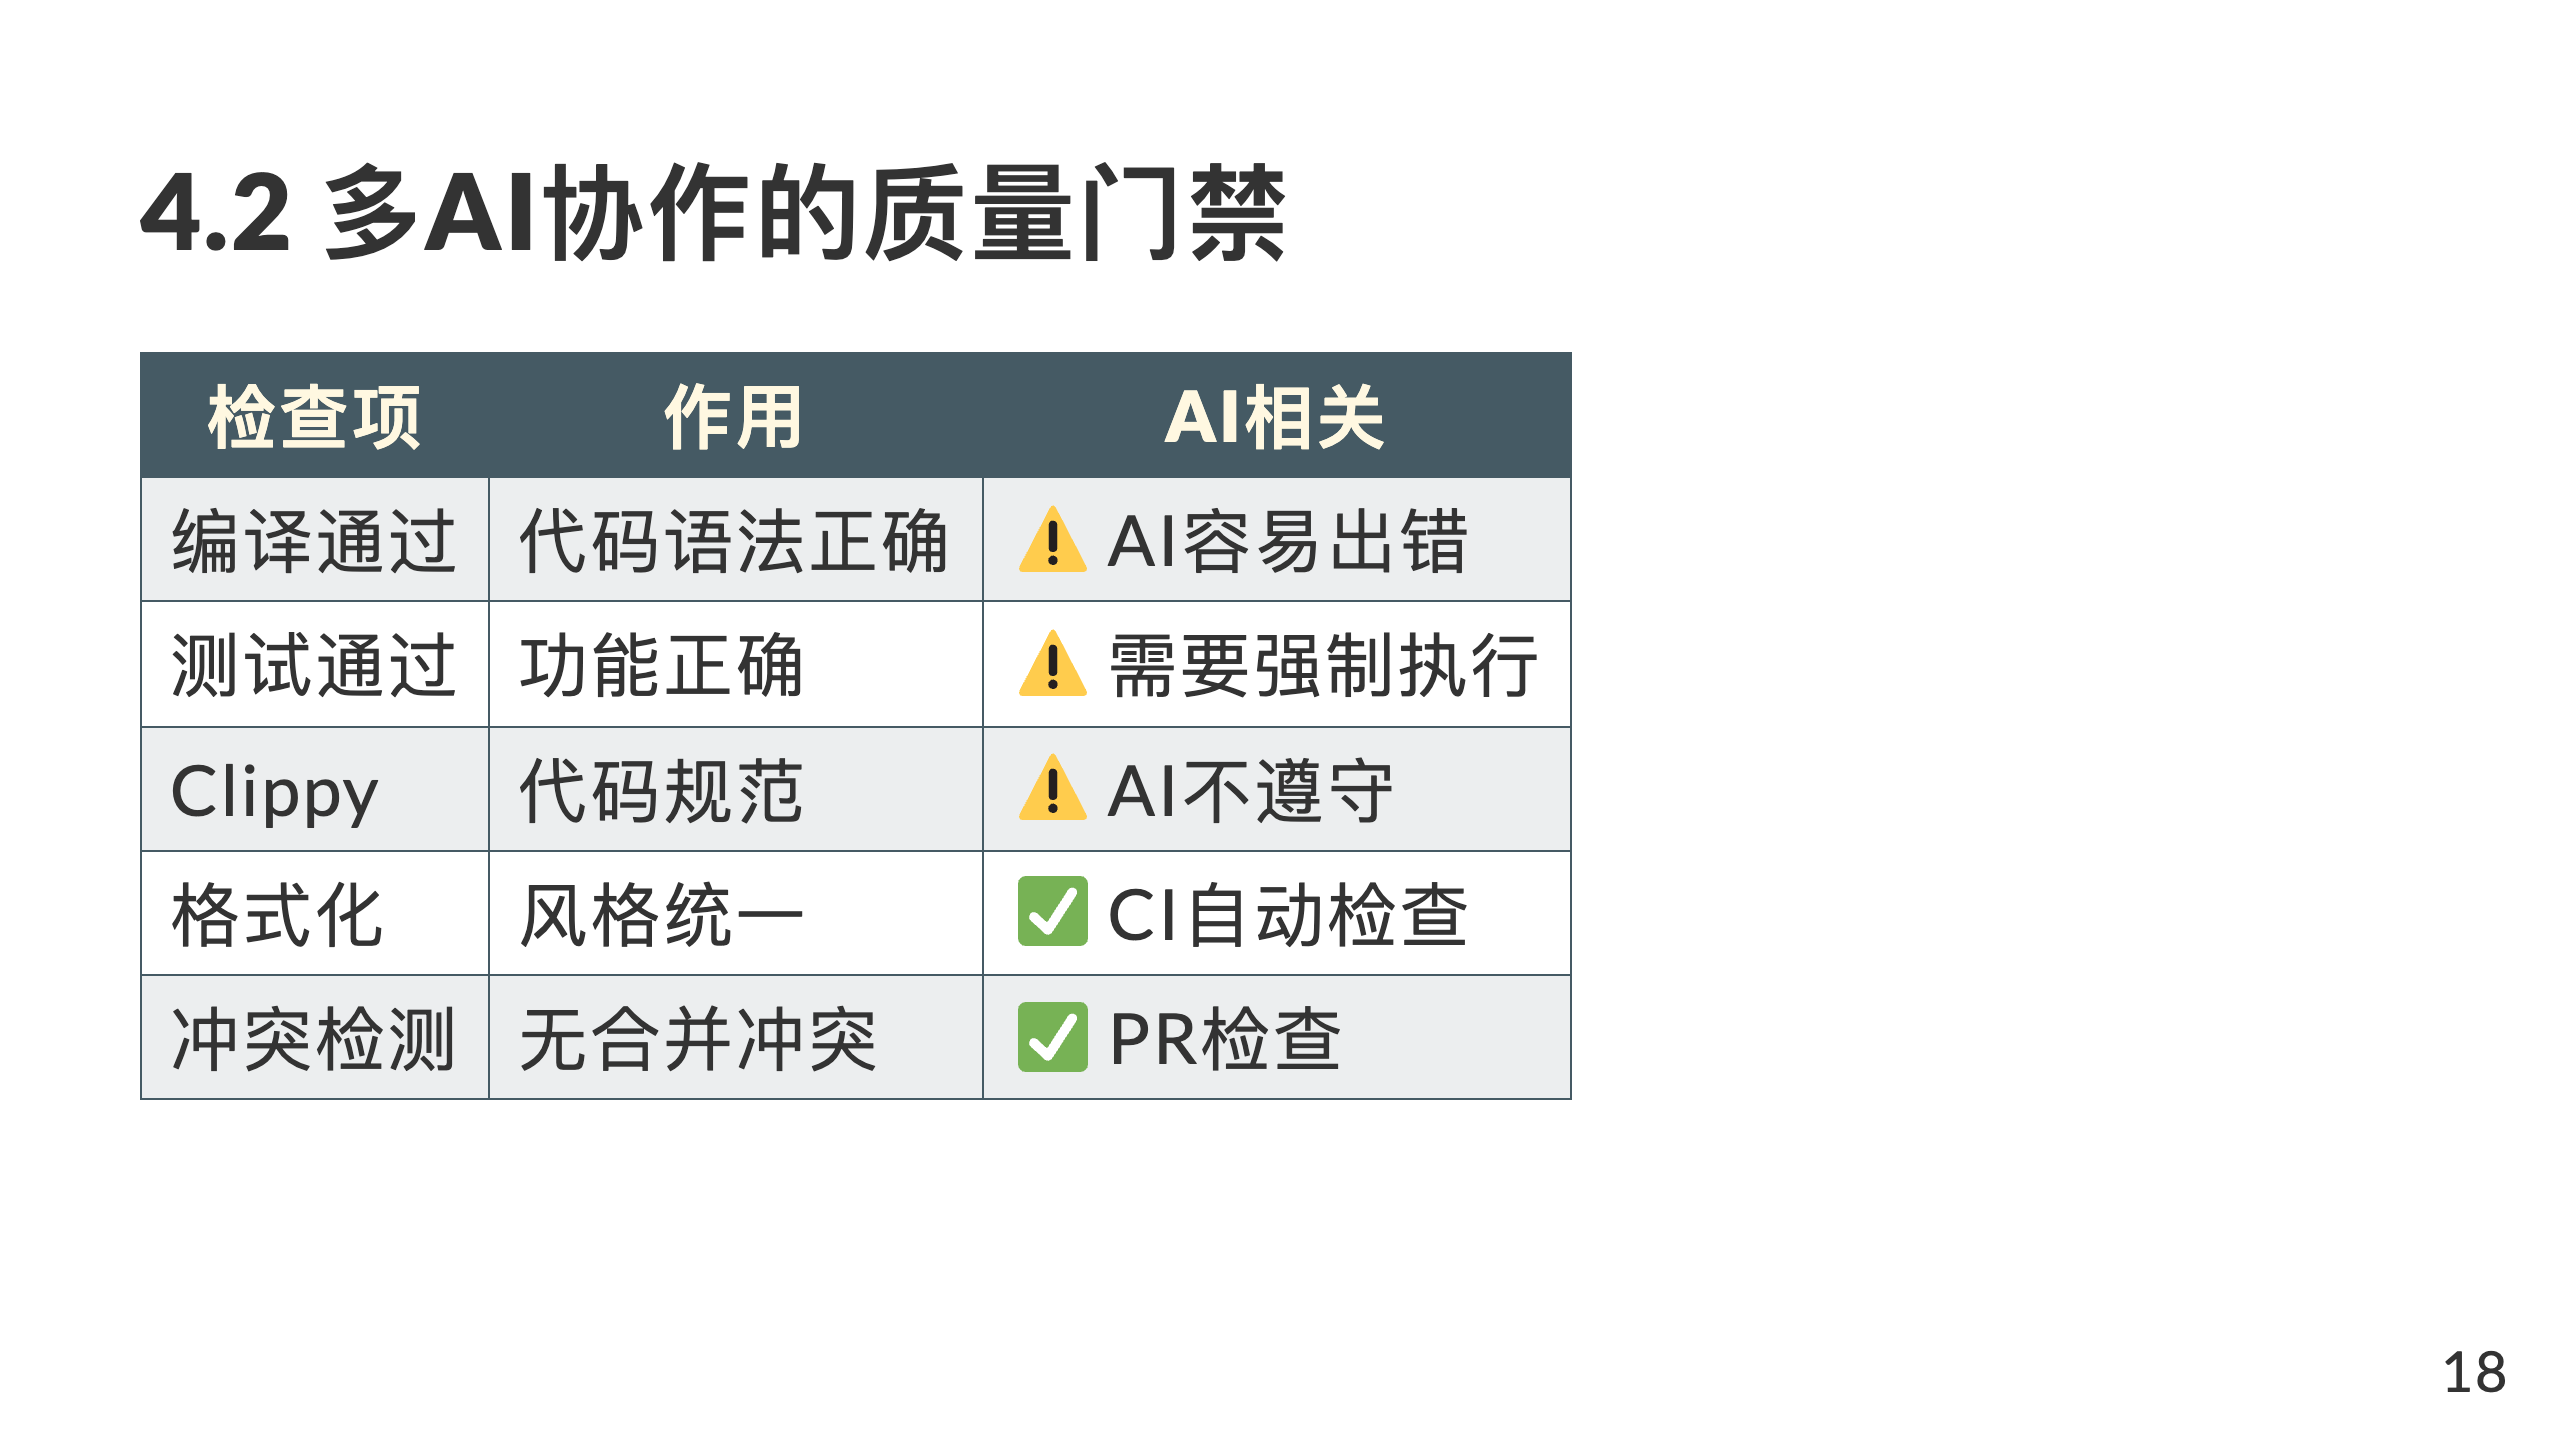 4.2 多AI协作的质量门禁
检查项 作用 AI相关
编译通过 代码语法正确 ⚠️ AI容易出错
测试通过 功能正确 ⚠️ 需要强制执行
Clippy 代码规范 ⚠️ AI不遵守
格式化 风格统一 ✅ CI自动检查
冲突检测 无合并冲突 ✅ PR检查
18